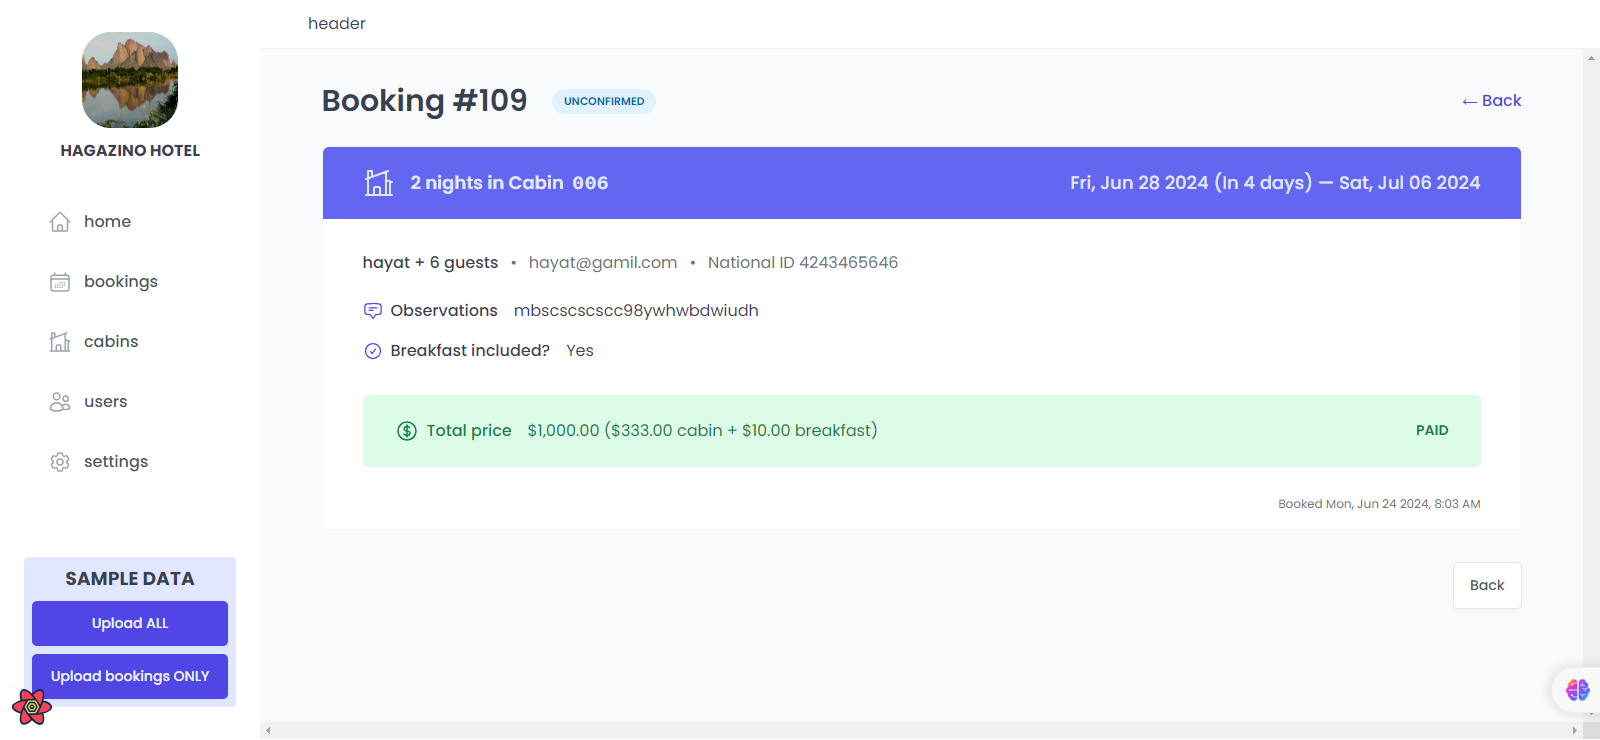 header
HAGAZINO HOTEL
home
bookings
cabins
users
settings
SAMPLE DATA
Upload ALL
Upload bookings ONLY
Booking #109 UNCONFIRMED ← Back
2 nights in Cabin 006 Fri, Jun 28 2024 (In 4 days) — Sat, Jul 06 2024
hayat + 6 guests • hayat@gamil.com • National ID 4243465646
Observations mbscscscscc98ywhwbdwiudh
Breakfast included? Yes
Total price $1,000.00 ($333.00 cabin + $10.00 breakfast) PAID
Booked Mon, Jun 24 2024, 8:03 AM
Back